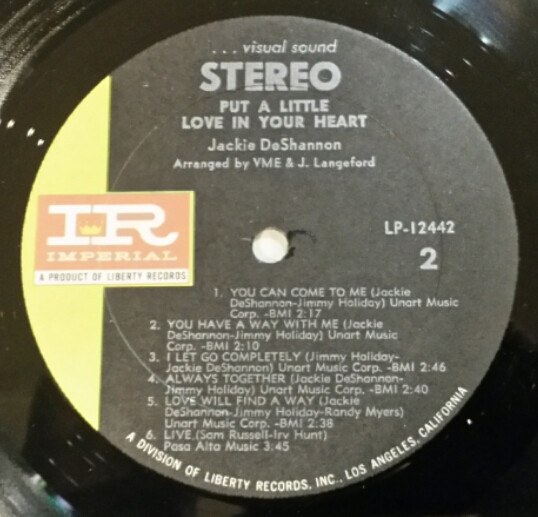 ...visual sound
STEREO
PUT A LITTLE
LOVE IN YOUR HEART
Jackie DeShannon
Arranged by VME & J. Langeford
IR
IMPERIAL
A PRODUCT OF LIBERTY RECORDS
LP-12442
2
1. YOU CAN COME TO ME (Jackie
DeShannon-Jimmy Holiday) Unart Music
Corp. -BMI 2:17
2. YOU HAVE A WAY WITH ME (Jackie
DeShannon-Jimmy Holiday) Unart Music
Corp. -BMI 2:10
3. I LET GO COMPLETELY (Jimmy Holiday-
Jackie DeShannon) Unart Music Corp. -BMI 2:46
4. ALWAYS TOGETHER (Jackie DeShannon-
Jimmy Holiday) Unart Music Corp. -BMI 2:40
5. LOVE WILL FIND A WAY (Jackie
DeShannon-Jimmy Holiday-Randy Myers)
Unart Music Corp. -BMI 2:38
6. LIVE (Sam Russell-Irv Hunt)
Pasa Alta Music 3:45
A DIVISION OF LIBERTY RECORDS, INC., LOS ANGELES, CALIFORNIA